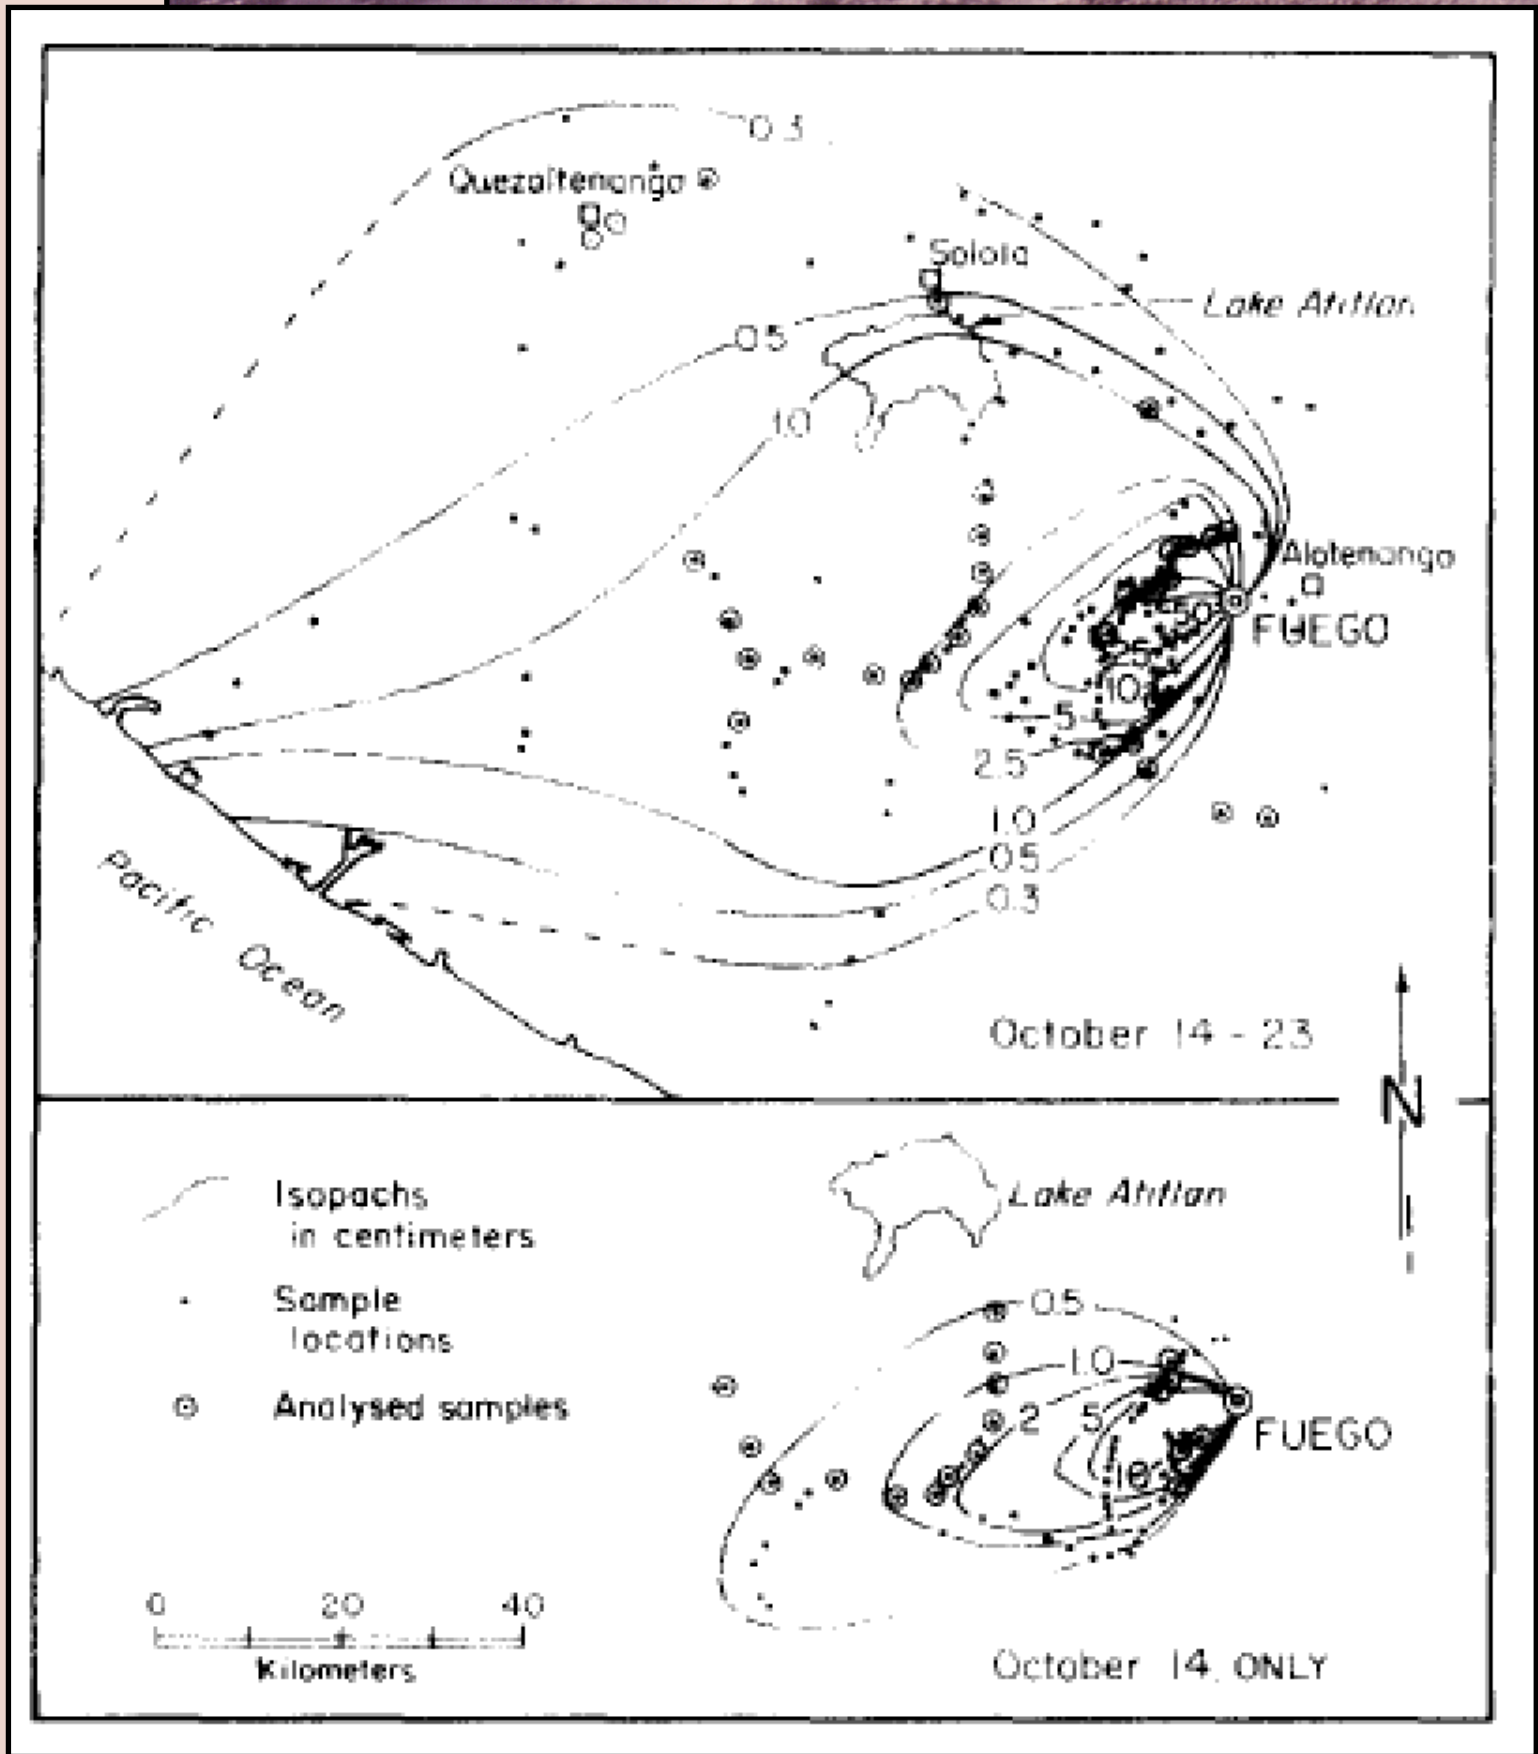 0.3
Quezaltenango
Solola
Lake Atitlan
0.5
1.0
Alotenango
FUEGO
10
5
2.5
1.0
0.5
0.3
Pacific Ocean
October 14 - 23
N
Isopachs
in centimeters
Lake Atitlan
Sample
locations
0.5
1.0
Analysed samples
2
5
FUEGO
10
0 20 40
Kilometers
October 14 ONLY